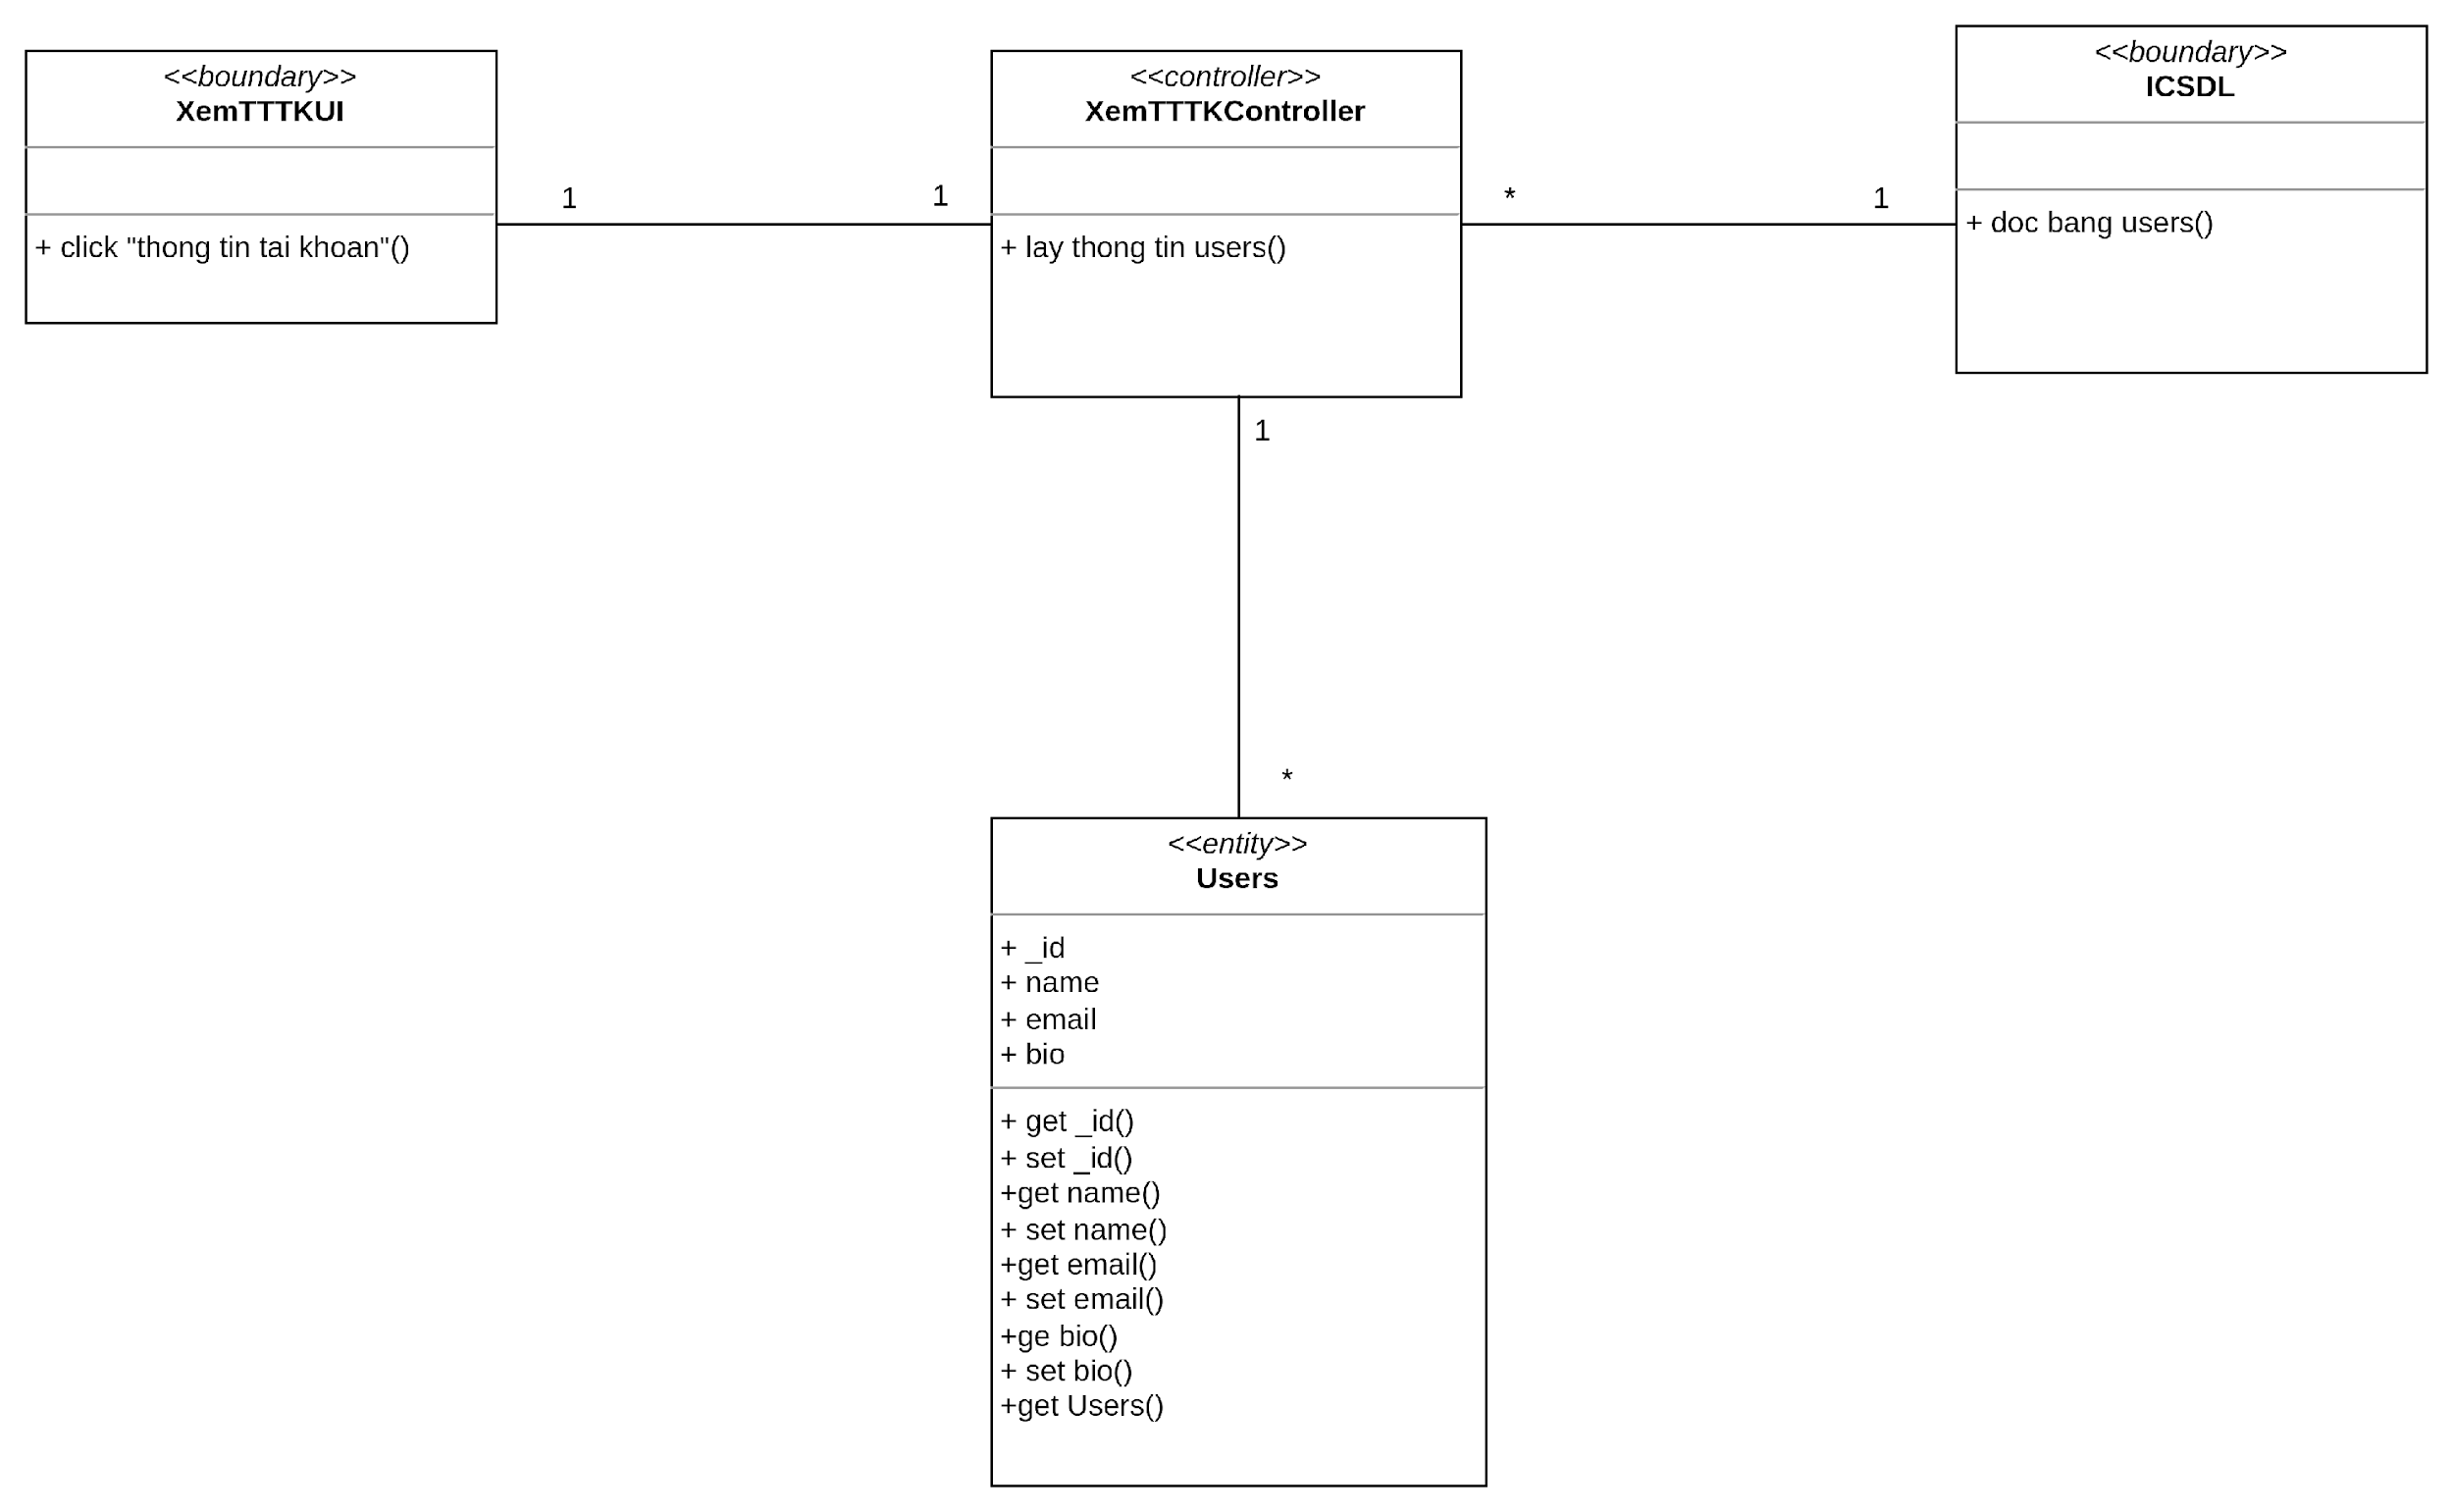 <<boundary>>
XemTTTKUI
+ click "thong tin tai khoan"()
1
1
<<controller>>
XemTTTKController
+ lay thong tin users()
*
1
<<boundary>>
ICSDL
+ doc bang users()
1
*
<<entity>>
Users
+ _id
+ name
+ email
+ bio
+ get _id()
+ set _id()
+get name()
+ set name()
+get email()
+ set email()
+ge bio()
+ set bio()
+get Users()